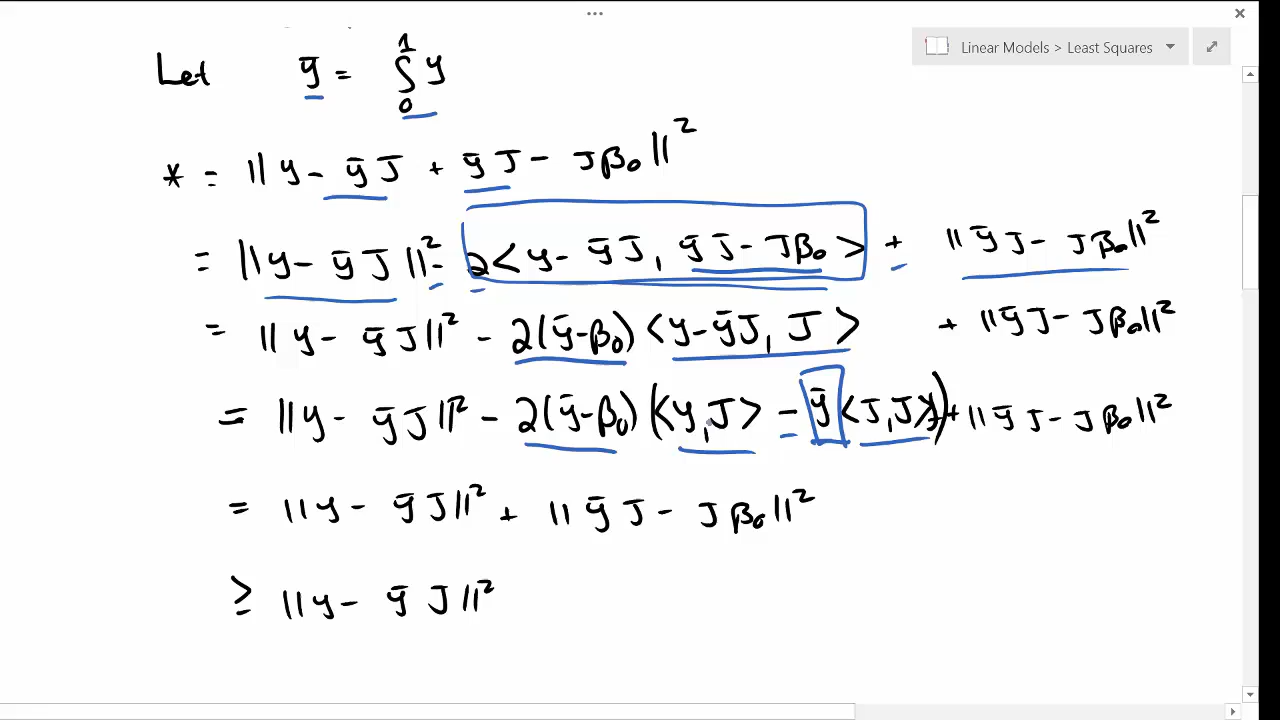 Linear Models > Least Squares
Let ȳ = ∫₀¹ y
* = ||y - ȳJ + ȳJ - Jβ₀||²
= ||y - ȳJ||² - 2<y - ȳJ, ȳJ - Jβ₀> + ||ȳJ - Jβ₀||²
= ||y - ȳJ||² - 2(ȳ-β₀)<y-ȳJ, J> + ||ȳJ - Jβ₀||²
= ||y - ȳJ||² - 2(ȳ-β₀)(<y,J> - ȳ<J,J>) + ||ȳJ - Jβ₀||²
= ||y - ȳJ||² + ||ȳJ - Jβ₀||²
≥ ||y - ȳJ||²